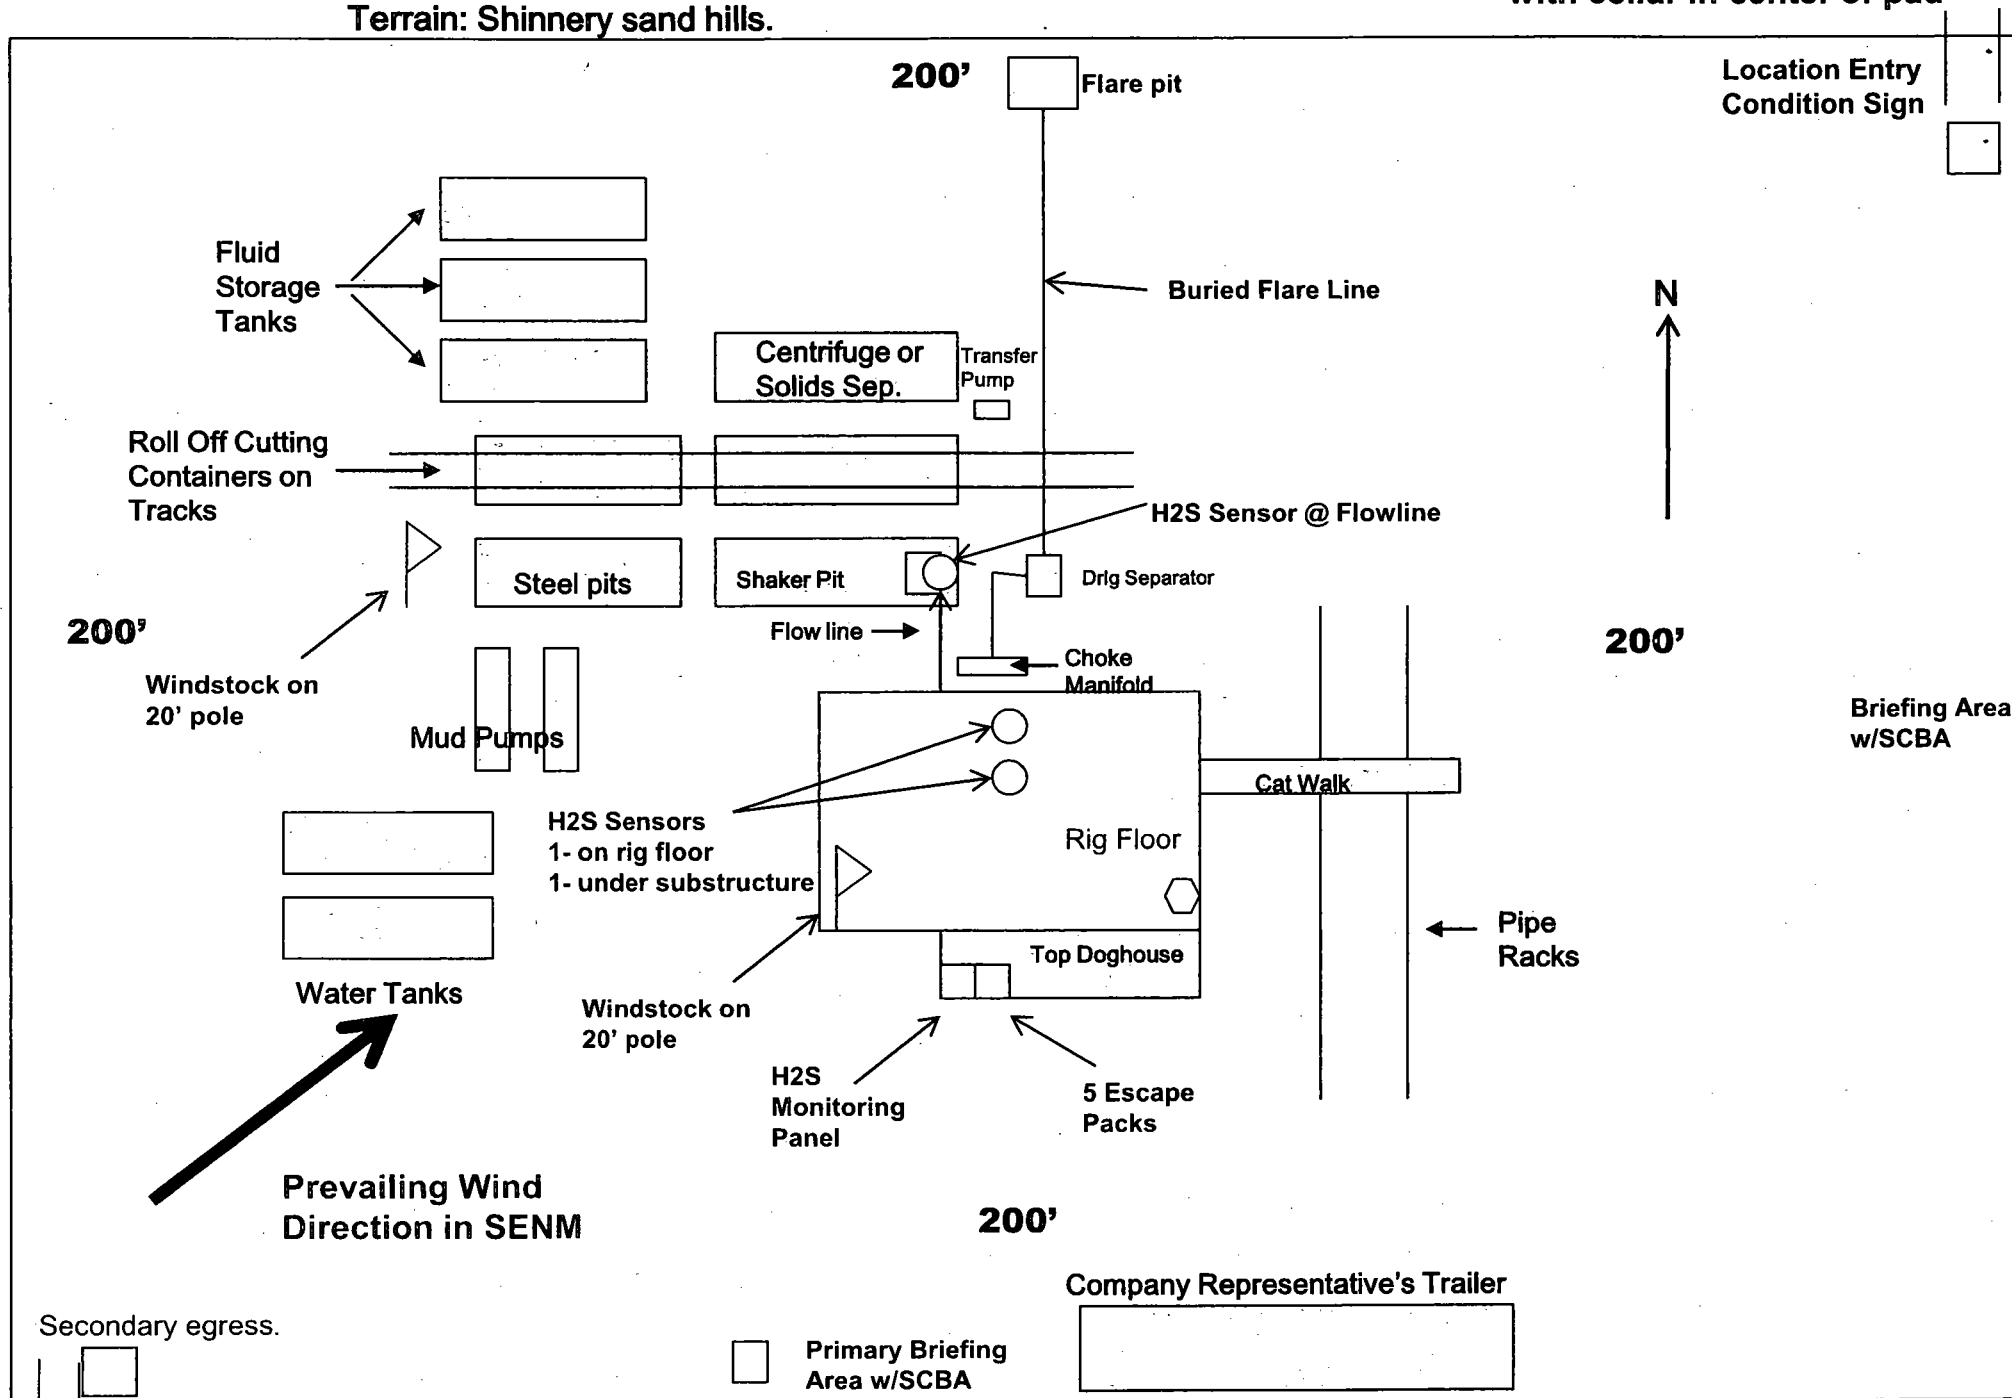 Terrain: Shinnery sand hills.
200'
Flare pit
Location Entry
Condition Sign
Fluid
Storage
Tanks
Buried Flare Line
N
Centrifuge or
Solids Sep.
Transfer
Pump
Roll Off Cutting
Containers on
Tracks
H2S Sensor @ Flowline
Steel pits
Shaker Pit
Drlg Separator
200'
Flow line
200'
Windstock on
20' pole
Choke
Manifold
Briefing Area
w/SCBA
Mud Pumps
Cat Walk
H2S Sensors
1- on rig floor
1- under substructure
Rig Floor
Pipe
Racks
Top Doghouse
Water Tanks
Windstock on
20' pole
H2S
Monitoring
Panel
5 Escape
Packs
Prevailing Wind
Direction in SENM
200'
Company Representative's Trailer
Secondary egress.
Primary Briefing
Area w/SCBA